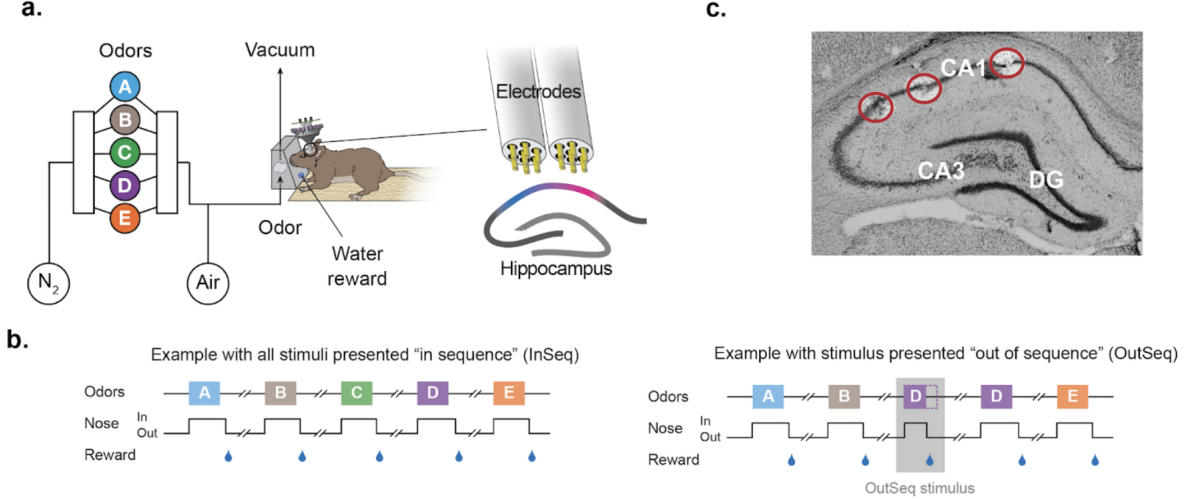 a.
Odors
A
B
C
D
E
N2
Air
Vacuum
Odor
Water
reward
Electrodes
Hippocampus
c.
CA1
CA3
DG
b.
Example with all stimuli presented “in sequence” (InSeq)
Odors A B C D E
Nose In
Out
Reward
Example with stimulus presented “out of sequence” (OutSeq)
Odors A B D D E
Nose In
Out
Reward
OutSeq stimulus